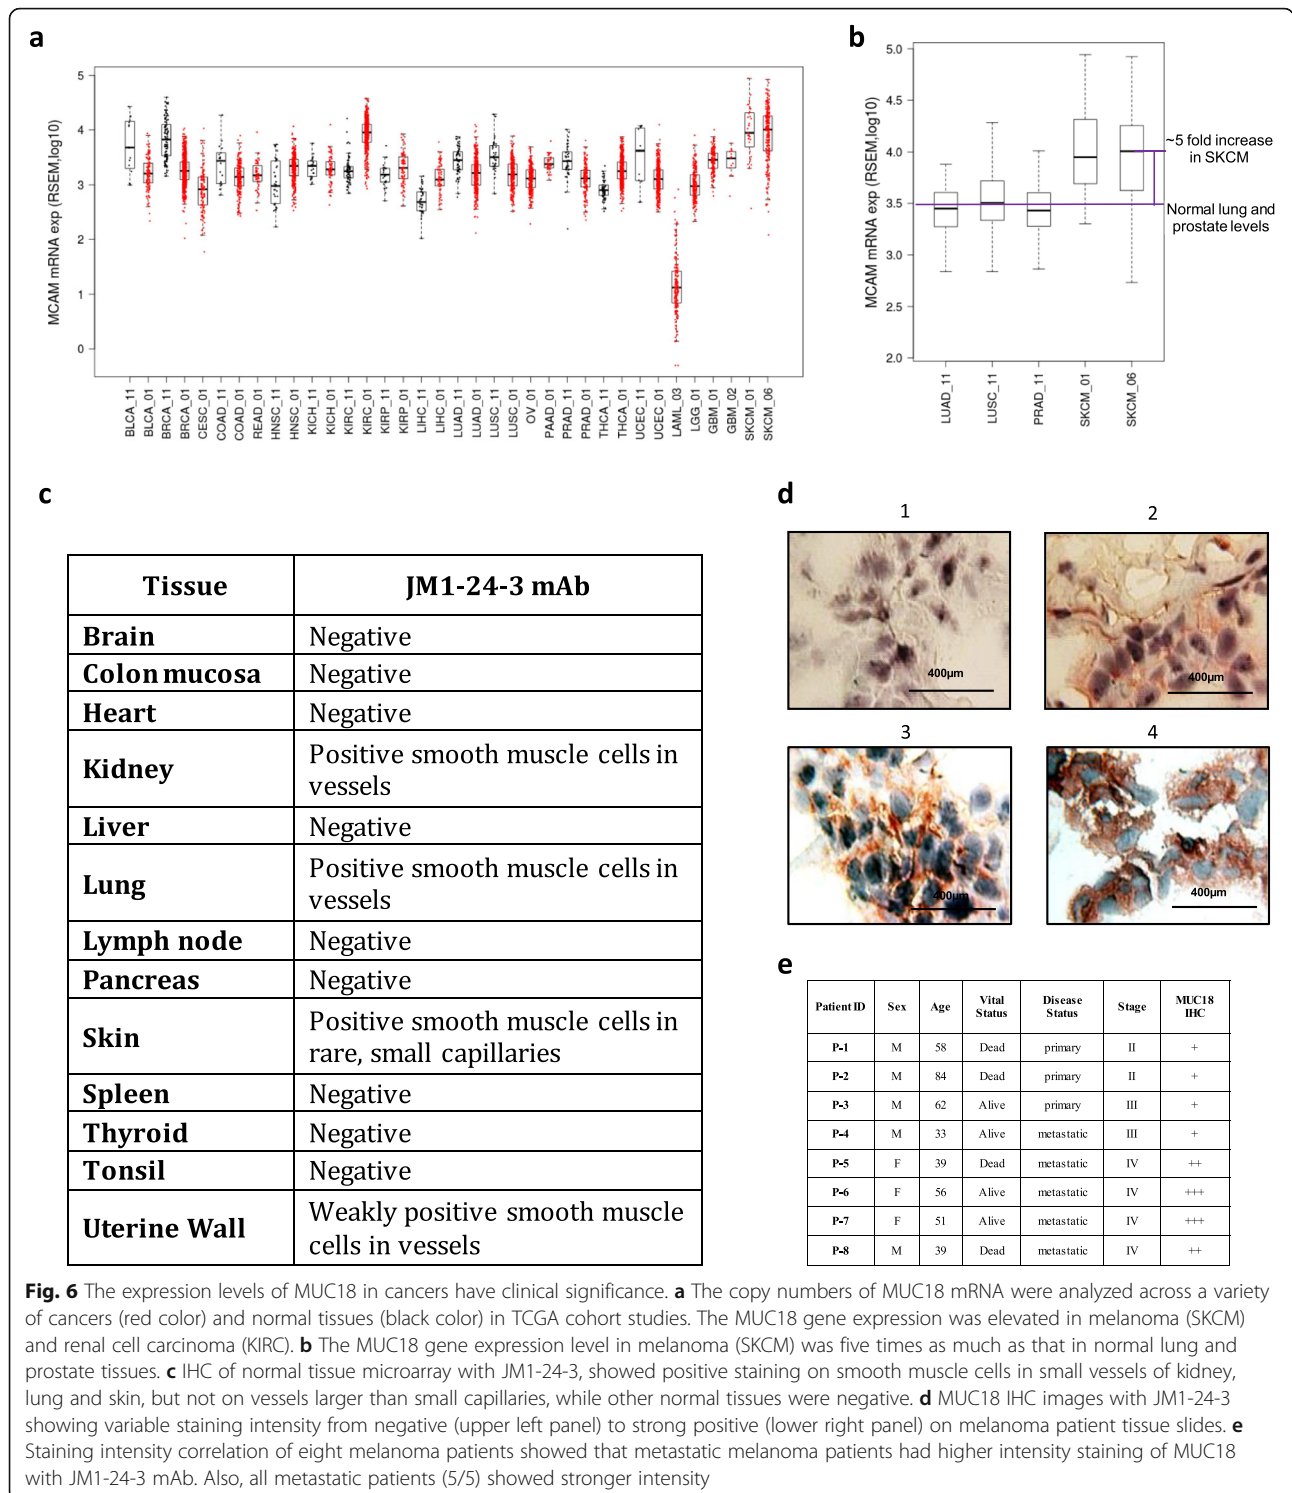 a
MCAM mRNA exp (RSEM,log10)
5
4
3
2
1
0
BLCA_11
BLCA_01
BRCA_11
BRCA_01
CESC_01
COAD_11
COAD_01
READ_01
HNSC_11
HNSC_01
KICH_11
KICH_01
KIRC_11
KIRC_01
KIRP_11
KIRP_01
LIHC_11
LIHC_01
LUAD_11
LUAD_01
LUSC_11
LUSC_01
OV_01
PAAD_01
PRAD_11
PRAD_01
THCA_11
THCA_01
UCEC_11
UCEC_01
LAML_03
LGG_01
GBM_01
GBM_02
SKCM_01
SKCM_06
b
MCAM mRNA exp (RSEM,log10)
5.0
4.5
4.0
3.5
3.0
2.5
2.0
LUAD_11
LUSC_11
PRAD_11
SKCM_01
SKCM_06
~5 fold increase
in SKCM
Normal lung and
prostate levels
c
Tissue JM1-24-3 mAb
Brain Negative
Colon mucosa Negative
Heart Negative
Kidney Positive smooth muscle cells in
vessels
Liver Negative
Lung Positive smooth muscle cells in
vessels
Lymph node Negative
Pancreas Negative
Skin Positive smooth muscle cells in
rare, small capillaries
Spleen Negative
Thyroid Negative
Tonsil Negative
Uterine Wall Weakly positive smooth muscle
cells in vessels
d
1
400µm
2
400µm
3
400µm
4
400µm
e
Patient ID Sex Age Vital Status Disease Status Stage MUC18 IHC
P-1 M 58 Dead primary II +
P-2 M 84 Dead primary II +
P-3 M 62 Alive primary III +
P-4 M 33 Alive metastatic III +
P-5 F 39 Dead metastatic IV ++
P-6 F 56 Alive metastatic IV +++
P-7 F 51 Alive metastatic IV +++
P-8 M 39 Dead metastatic IV ++
Fig. 6 The expression levels of MUC18 in cancers have clinical significance. a The copy numbers of MUC18 mRNA were analyzed across a variety
of cancers (red color) and normal tissues (black color) in TCGA cohort studies. The MUC18 gene expression was elevated in melanoma (SKCM)
and renal cell carcinoma (KIRC). b The MUC18 gene expression level in melanoma (SKCM) was five times as much as that in normal lung and
prostate tissues. c IHC of normal tissue microarray with JM1-24-3, showed positive staining on smooth muscle cells in small vessels of kidney,
lung and skin, but not on vessels larger than small capillaries, while other normal tissues were negative. d MUC18 IHC images with JM1-24-3
showing variable staining intensity from negative (upper left panel) to strong positive (lower right panel) on melanoma patient tissue slides. e
Staining intensity correlation of eight melanoma patients showed that metastatic melanoma patients had higher intensity staining of MUC18
with JM1-24-3 mAb. Also, all metastatic patients (5/5) showed stronger intensity